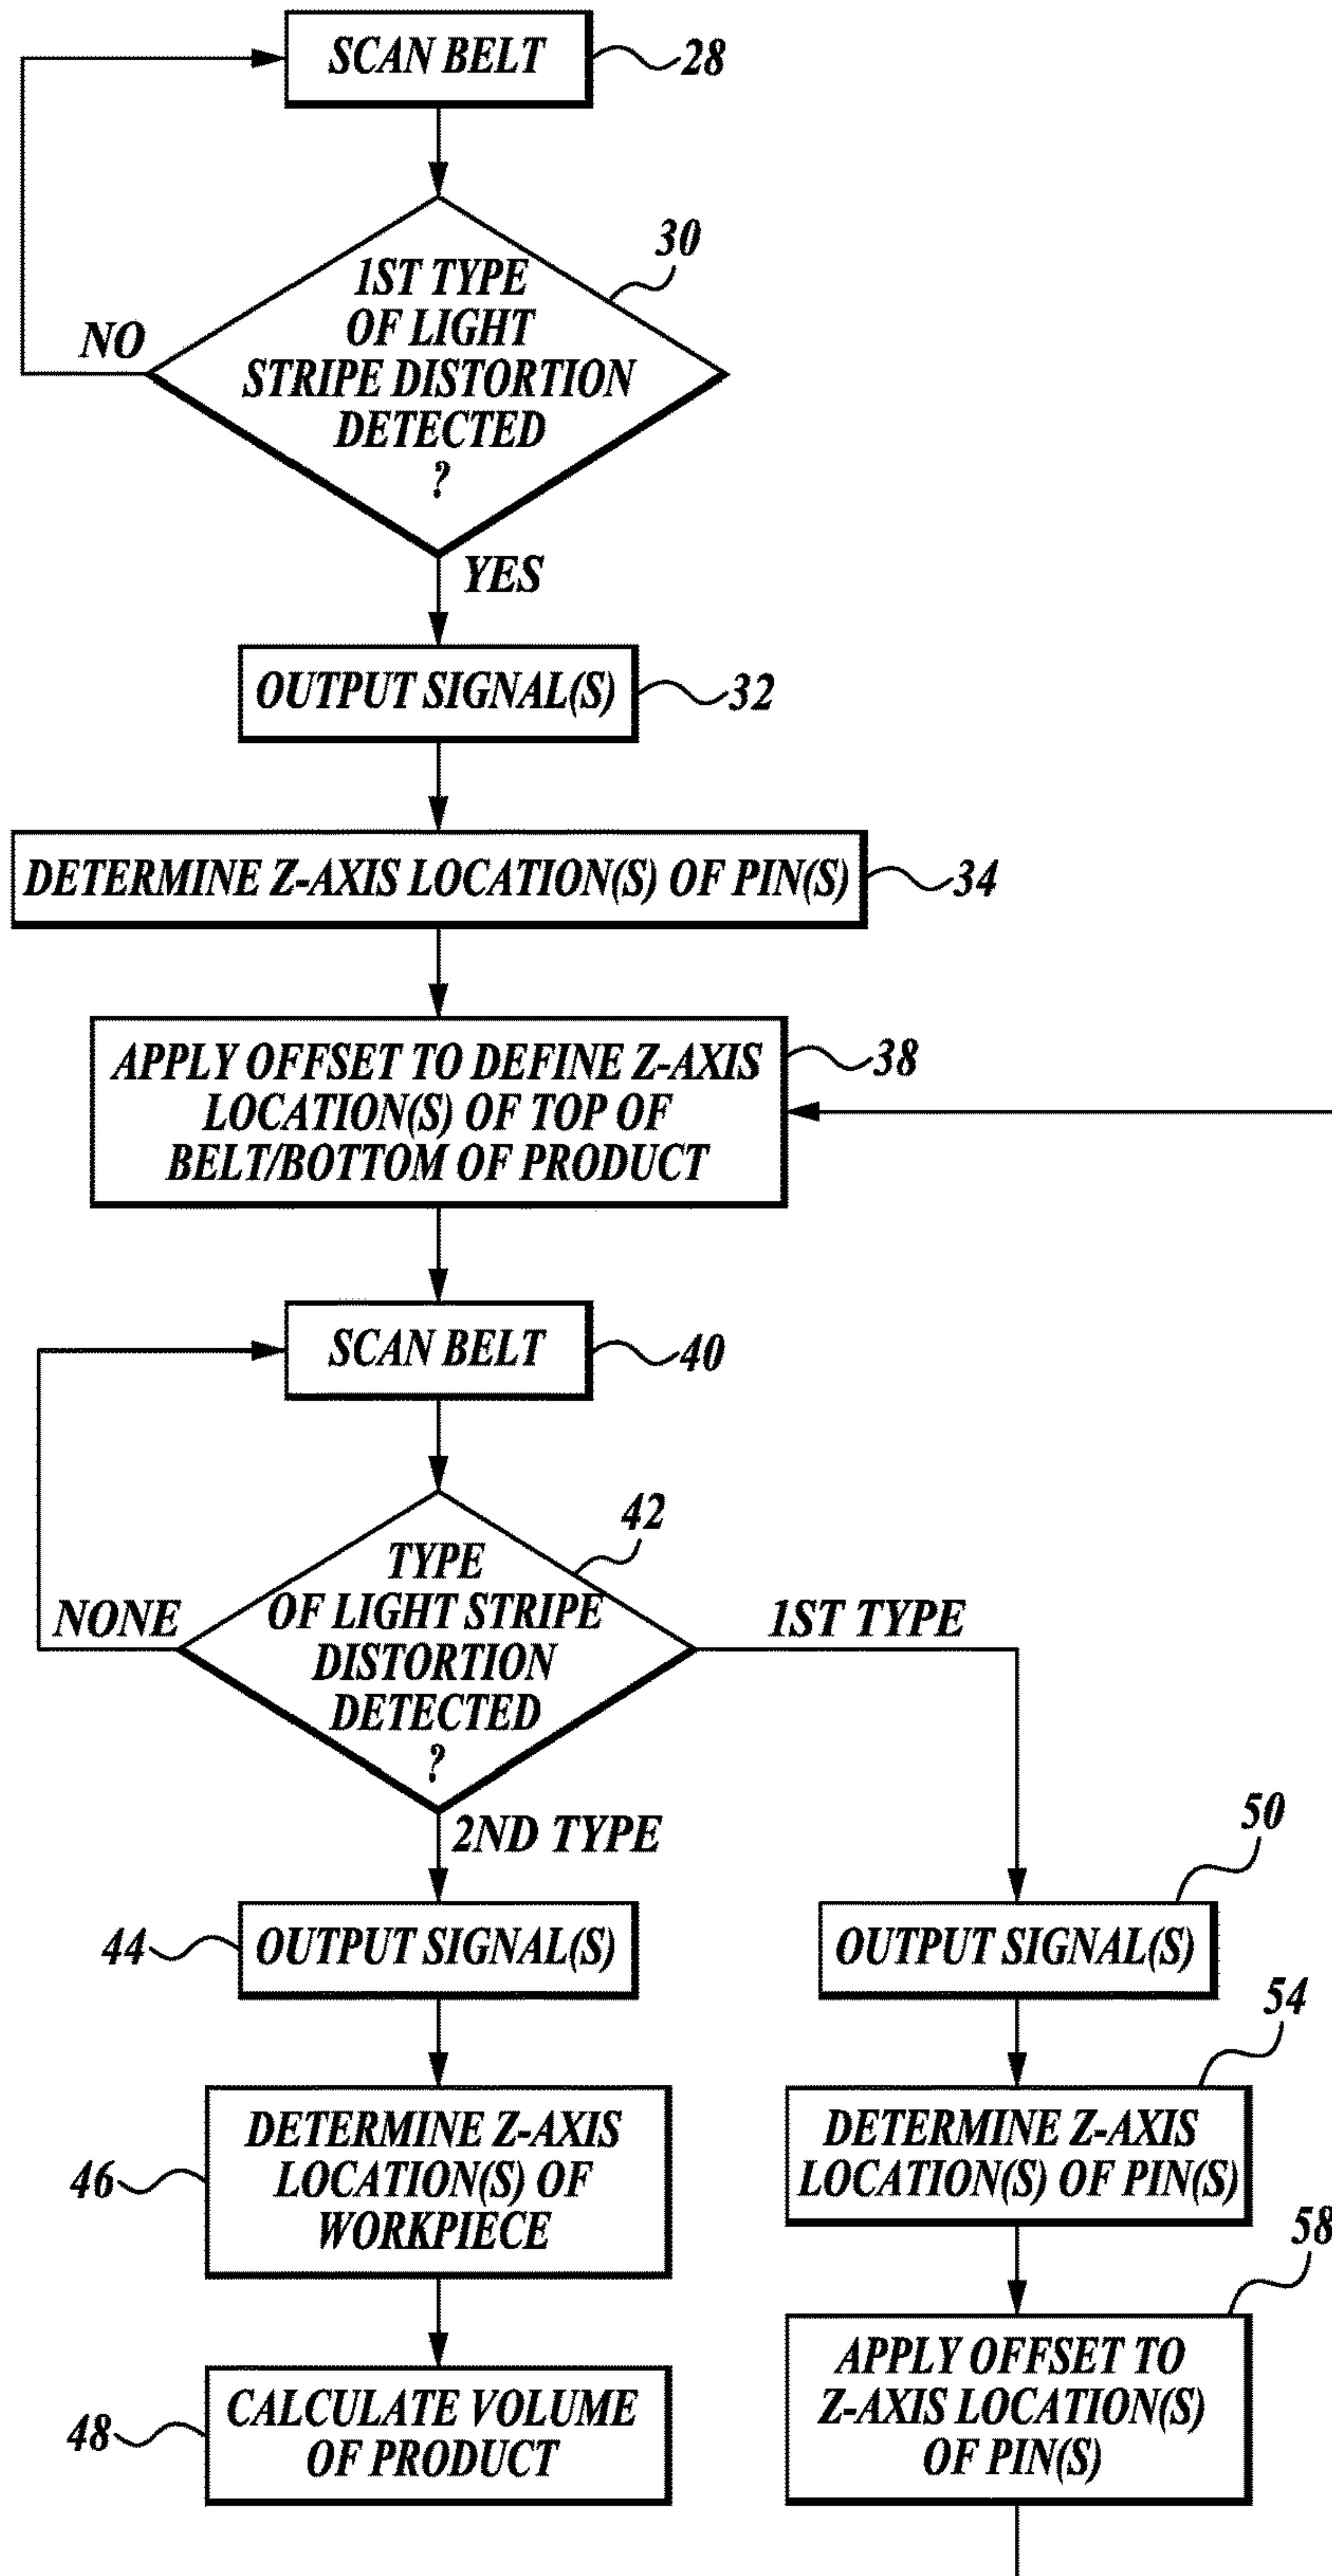 SCAN BELT
28
30
1ST TYPE
OF LIGHT
STRIPE DISTORTION
DETECTED
?
NO
YES
OUTPUT SIGNAL(S)
32
DETERMINE Z-AXIS LOCATION(S) OF PIN(S)
34
APPLY OFFSET TO DEFINE Z-AXIS
LOCATION(S) OF TOP OF
BELT/BOTTOM OF PRODUCT
38
SCAN BELT
40
42
TYPE
OF LIGHT STRIPE
DISTORTION
DETECTED
?
NONE
1ST TYPE
2ND TYPE
44
OUTPUT SIGNAL(S)
46
DETERMINE Z-AXIS
LOCATION(S) OF
WORKPIECE
48
CALCULATE VOLUME
OF PRODUCT
50
OUTPUT SIGNAL(S)
54
DETERMINE Z-AXIS
LOCATION(S) OF PIN(S)
58
APPLY OFFSET TO
Z-AXIS LOCATION(S)
OF PIN(S)